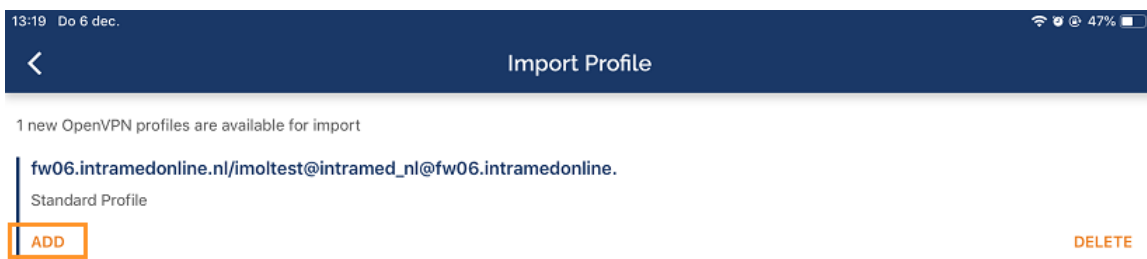 13:19 Do 6 dec. 47%
Import Profile
1 new OpenVPN profiles are available for import
fw06.intramedonline.nl/imoltest@intramed_nl@fw06.intramedonline.
Standard Profile
ADD DELETE